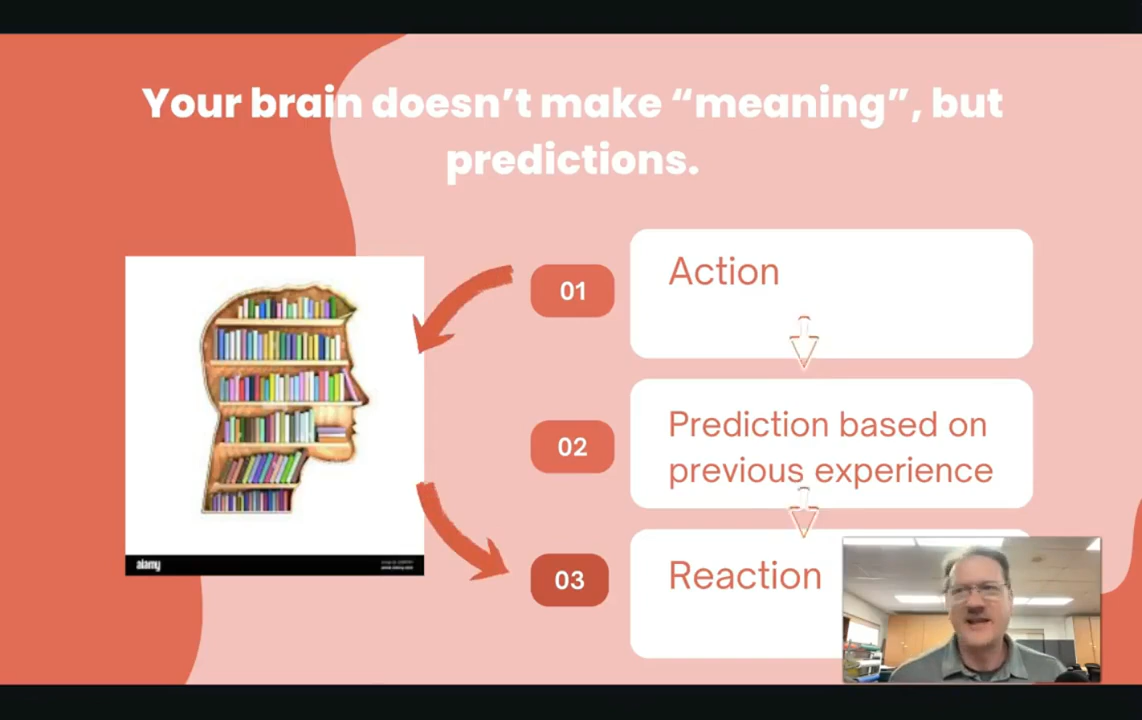 Your brain doesn't make “meaning”, but
predictions.
01
Action
02
Prediction based on
previous experience
03
Reaction
alamy